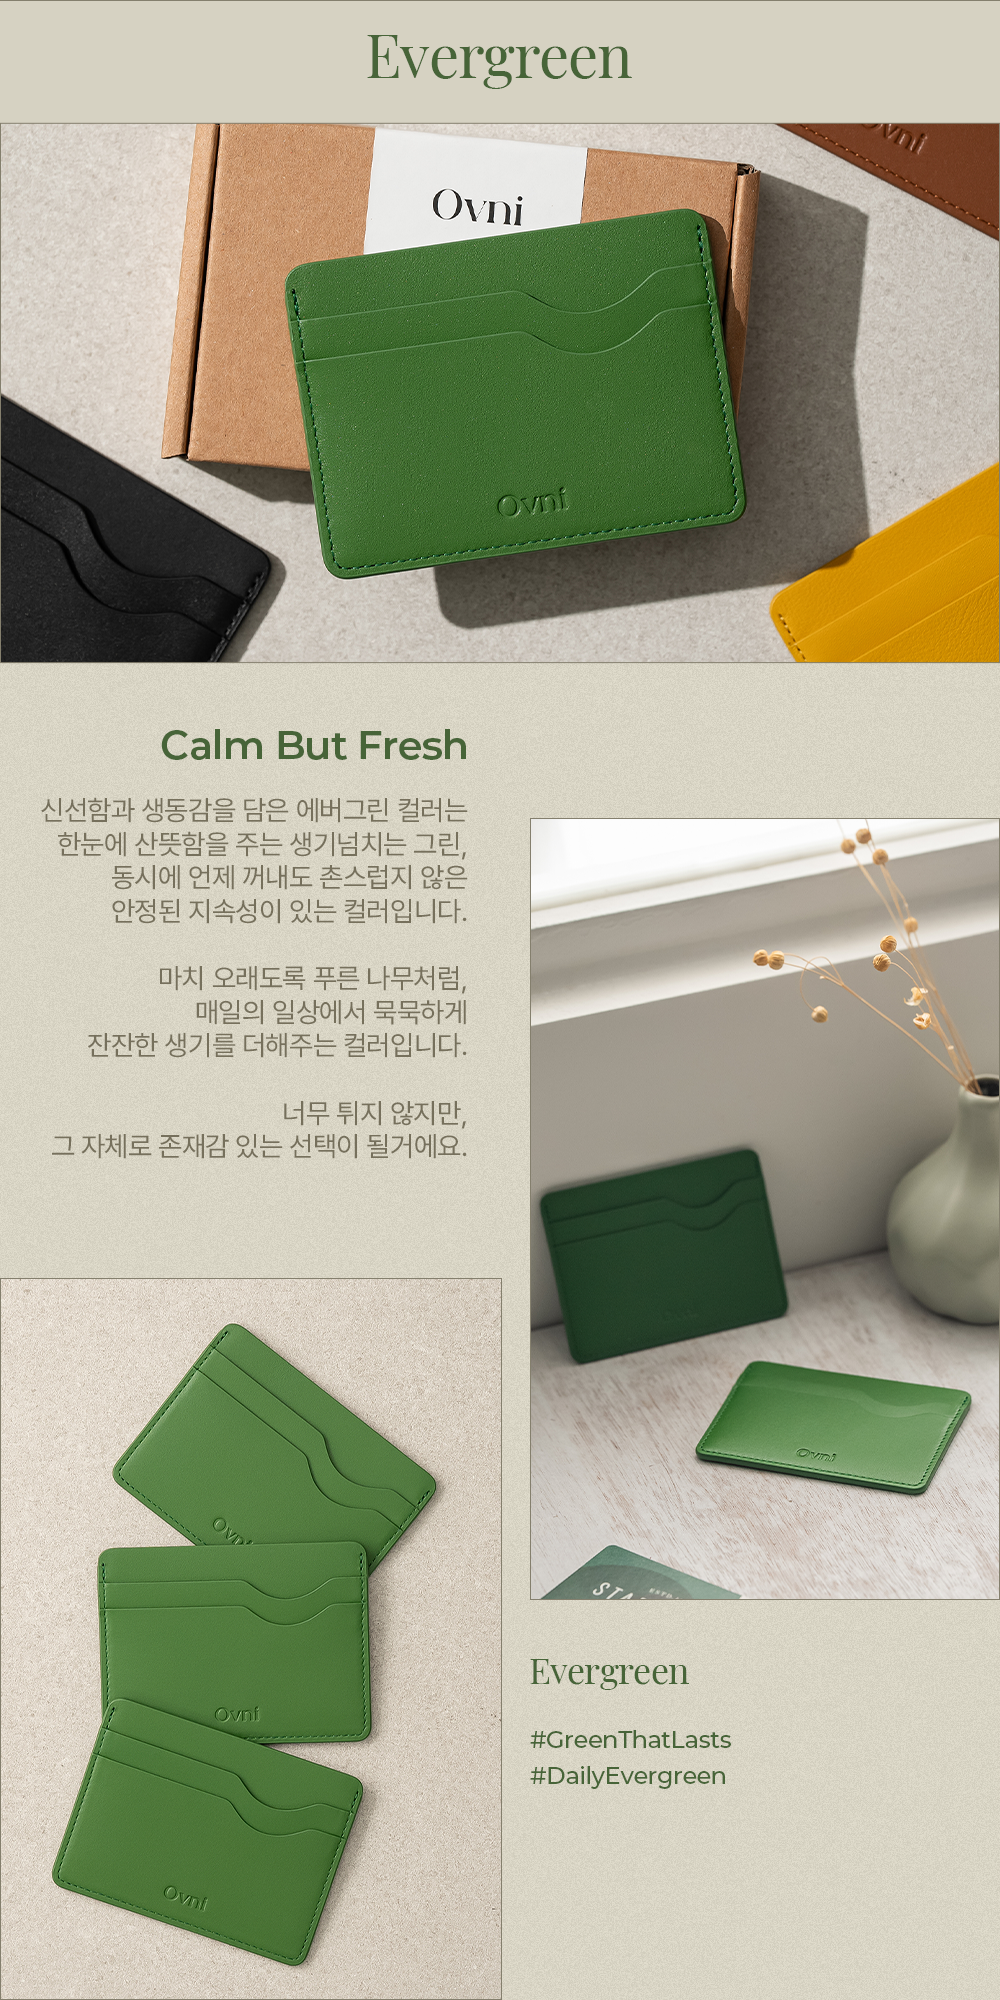 Evergreen
Ovni
Ovni
Ovni
Calm But Fresh
신선함과 생동감을 담은 에버그린 컬러는
한눈에 산뜻함을 주는 생기넘치는 그린,
동시에 언제 꺼내도 촌스럽지 않은
안정된 지속성이 있는 컬러입니다.
마치 오래도록 푸른 나무처럼,
매일의 일상에서 묵묵하게
잔잔한 생기를 더해주는 컬러입니다.
너무 튀지 않지만,
그 자체로 존재감 있는 선택이 될거에요.
Ovni
Ovni
Ovni
Ovni
Evergreen
#GreenThatLasts
#DailyEvergreen